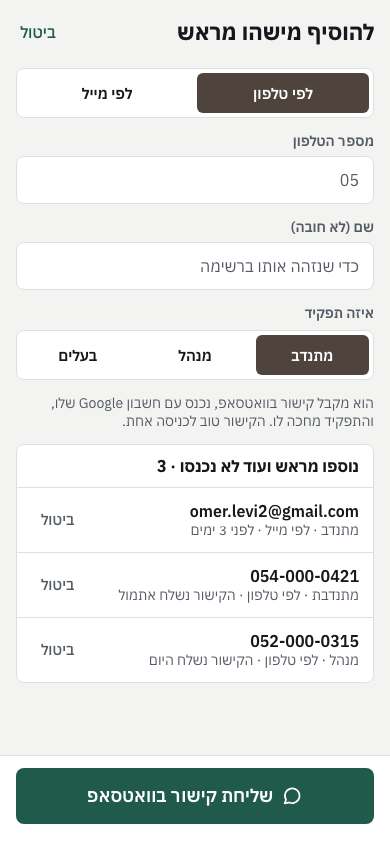 להוסיף מישהו מראש
ביטול
לפי טלפון
לפי מייל
מספר הטלפון
05
שם (לא חובה)
כדי שנזהה אותו ברשימה
איזה תפקיד
מתנדב
מנהל
בעלים
הוא מקבל קישור בוואטסאפ, נכנס עם חשבון Google שלו,
והתפקיד מחכה לו. הקישור טוב לכניסה אחת.
נוספו מראש ועוד לא נכנסו · 3
omer.levi2@gmail.com
מתנדב · לפי מייל · לפני 3 ימים
ביטול
054-000-0421
מתנדבת · לפי טלפון · הקישור נשלח אתמול
ביטול
052-000-0315
מנהל · לפי טלפון · הקישור נשלח היום
ביטול
שליחת קישור בוואטסאפ